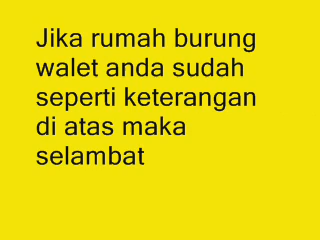 Jika rumah burung
walet anda sudah
seperti keterangan
di atas maka
selambat